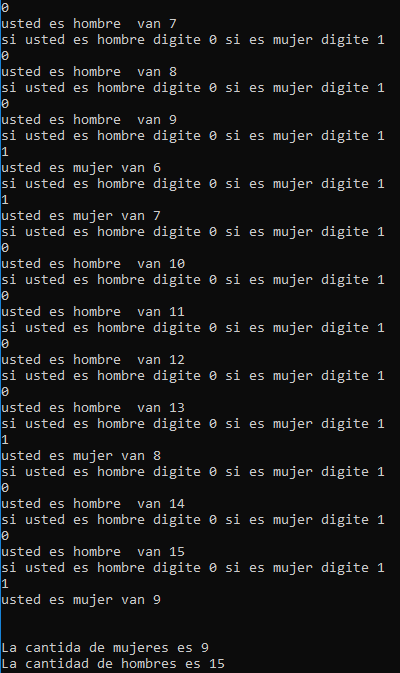 0
usted es hombre  van 7
si usted es hombre digite 0 si es mujer digite 1
0
usted es hombre  van 8
si usted es hombre digite 0 si es mujer digite 1
0
usted es hombre  van 9
si usted es hombre digite 0 si es mujer digite 1
1
usted es mujer van 6
si usted es hombre digite 0 si es mujer digite 1
1
usted es mujer van 7
si usted es hombre digite 0 si es mujer digite 1
0
usted es hombre  van 10
si usted es hombre digite 0 si es mujer digite 1
0
usted es hombre  van 11
si usted es hombre digite 0 si es mujer digite 1
0
usted es hombre  van 12
si usted es hombre digite 0 si es mujer digite 1
0
usted es hombre  van 13
si usted es hombre digite 0 si es mujer digite 1
1
usted es mujer van 8
si usted es hombre digite 0 si es mujer digite 1
0
usted es hombre  van 14
si usted es hombre digite 0 si es mujer digite 1
0
usted es hombre  van 15
si usted es hombre digite 0 si es mujer digite 1
1
usted es mujer van 9
La cantida de mujeres es 9
La cantidad de hombres es 15